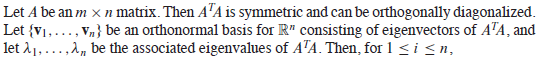 Let A be an m × n matrix. Then AᵀA is symmetric and can be orthogonally diagonalized.
Let {v₁, . . . , vₙ} be an orthonormal basis for ℝⁿ consisting of eigenvectors of AᵀA, and
let λ₁, . . . , λₙ be the associated eigenvalues of AᵀA. Then, for 1 ≤ i ≤ n,